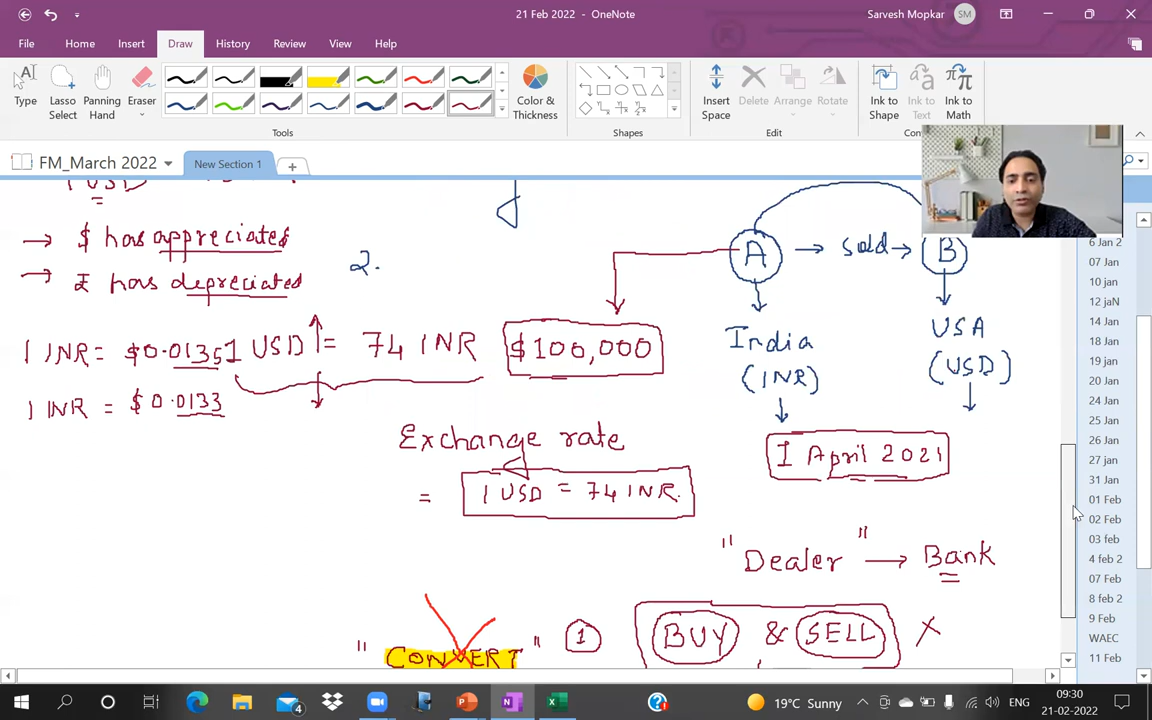 21 Feb 2022 - OneNote
Sarvesh Mopkar
SM
File Home Insert Draw History Review View Help
Type
Lasso Select
Panning Hand
Eraser
Color & Thickness
Insert Space
Delete
Arrange
Rotate
Ink to Shape
Ink to Text
Ink to Math
Tools
Shapes
Edit
FM_March 2022
New Section 1
1 USD
→ $ has appreciated
→ ₹ has depreciated
2.
A → sold → B
India
(INR)
USA
(USD)
1 INR = $0.0135
1 USD = 74 INR
$100,000
1 INR = $0.0133
1 April 2021
Exchange rate
= 1 USD = 74 INR.
"Dealer" → Bank
"CONVERT"
1 BUY & SELL X
6 Jan 2
07 Jan
10 jan
12 jaN
14 Jan
18 Jan
19 jan
20 Jan
24 Jan
25 Jan
26 Jan
27 jan
31 Jan
01 Feb
02 Feb
03 feb
4 feb 2
07 Feb
8 feb 2
9 Feb
WAEC
11 Feb
4
19°C Sunny
ENG
09:30
21-02-2022